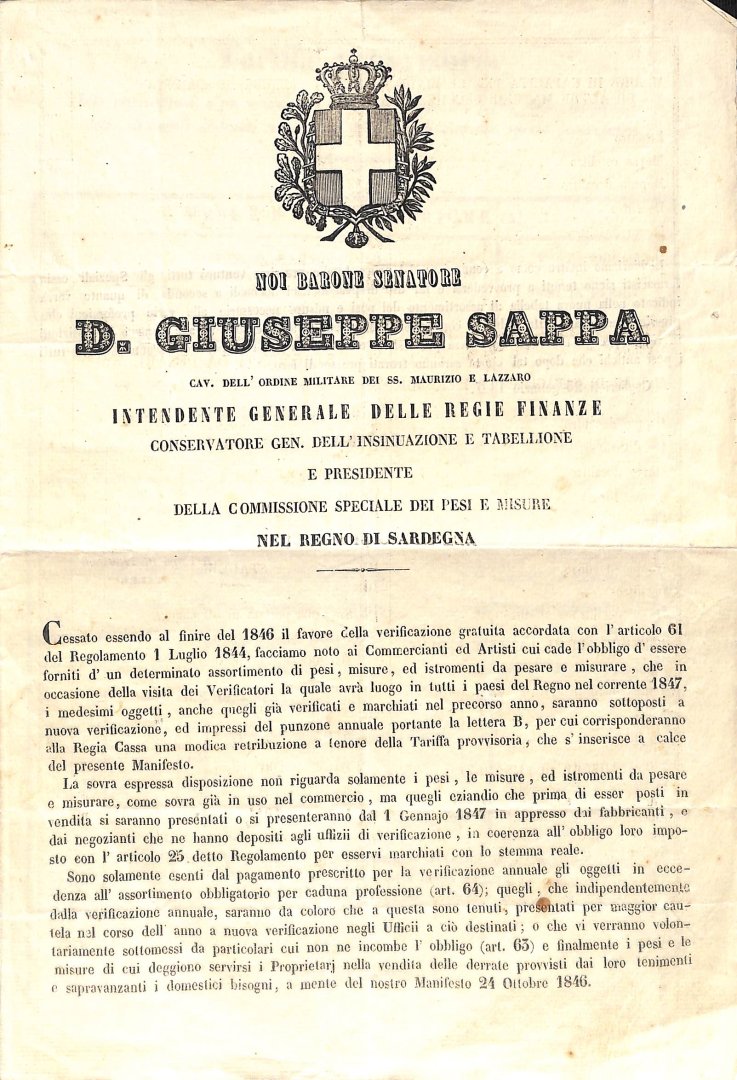 NOI BARONE SENATORE
D. GIUSEPPE SAPPA
CAV. DELL' ORDINE MILITARE DEI SS. MAURIZIO E LAZZARO
INTENDENTE GENERALE DELLE REGIE FINANZE
CONSERVATORE GEN. DELL' INSINUAZIONE E TABELLIONE
E PRESIDENTE
DELLA COMMISSIONE SPECIALE DEI PESI E MISURE
NEL REGNO DI SARDEGNA
Cessato essendo al finire del 1846 il favore della verificazione gratuita accordata con l' articolo 61
del Regolamento 1 Luglio 1844, facciamo noto ai Commercianti ed Artisti cui cade l'obbligo d' essere
forniti d' un determinato assortimento di pesi, misure, ed istromenti da pesare e misurare, che in
occasione della visita dei Verificatori la quale avrà luogo in tutti i paesi del Regno nel corrente 1847,
i medesimi oggetti, anche quegli già verificati e marchiati nel precorso anno, saranno sottoposti a
nuova verificazione, ed impressi del punzone annuale portante la lettera B, per cui corrisponderanno
alla Regia Cassa una modica retribuzione a tenore della Tariffa provvisoria, che s' inserisce a calce
del presente Manifesto.
La sovra espressa disposizione non riguarda solamente i pesi, le misure, ed istromenti da pesare
e misurare, come sovra già in uso nel commercio, ma quegli eziandio che prima di esser posti in
vendita si saranno presentati o si presenteranno dal 1 Gennajo 1847 in appresso dai fabbricanti, e
dai negozianti che ne hanno depositi agli uffizii di verificazione, in coerenza all' obbligo loro impo-
sto con l' articolo 25 detto Regolamento per esservi marchiati con lo stemma reale.
Sono solamente esenti dal pagamento prescritto per la verificazione annuale gli oggetti in ecce-
denza all' assortimento obbligatorio per caduna professione (art. 64); quegli, che indipendentemente
dalla verificazione annuale, saranno da coloro che a questa sono tenuti, presentati per maggior cau-
tela nel corso dell' anno a nuova verificazione negli Ufficii a ciò destinati; o che vi verranno volon-
tariamente sottomessi da particolari cui non ne incombe l' obbligo (art. 63) e finalmente i pesi e le
misure di cui deggiono servirsi i Proprietarj nella vendita delle derrate provvisti dai loro tenimenti
e sapravanzanti i domestici bisogni, a mente del nostro Manifesto 24 Ottobre 1846.